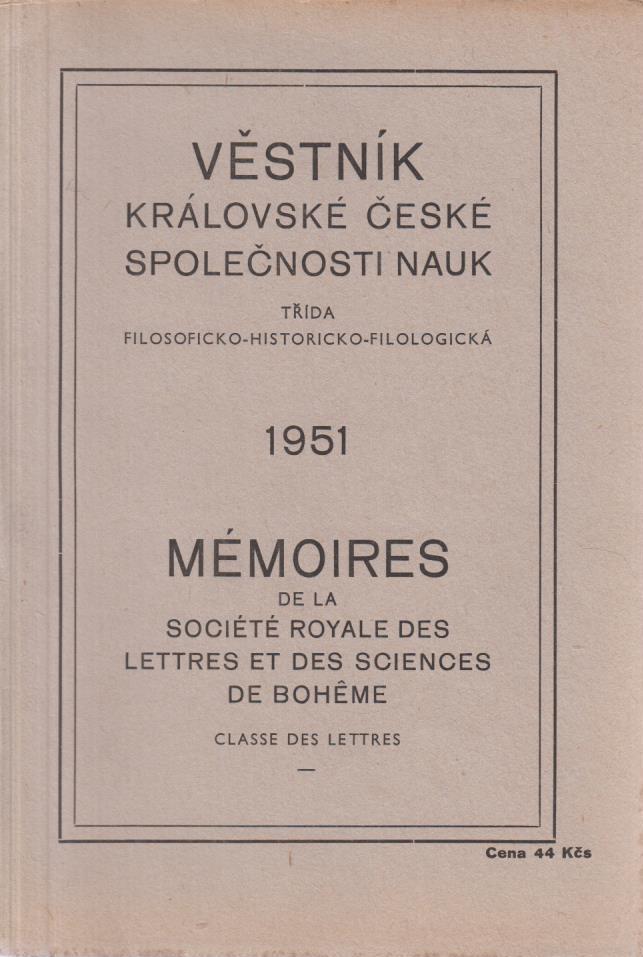 VĚSTNÍK
KRÁLOVSKÉ ČESKÉ
SPOLEČNOSTI NAUK
TŘÍDA
FILOSOFICKO-HISTORICKO-FILOLOGICKÁ
1951
MÉMOIRES
DE LA
SOCIÉTÉ ROYALE DES
LETTRES ET DES SCIENCES
DE BOHÊME
CLASSE DES LETTRES
—
Cena 44 Kčs